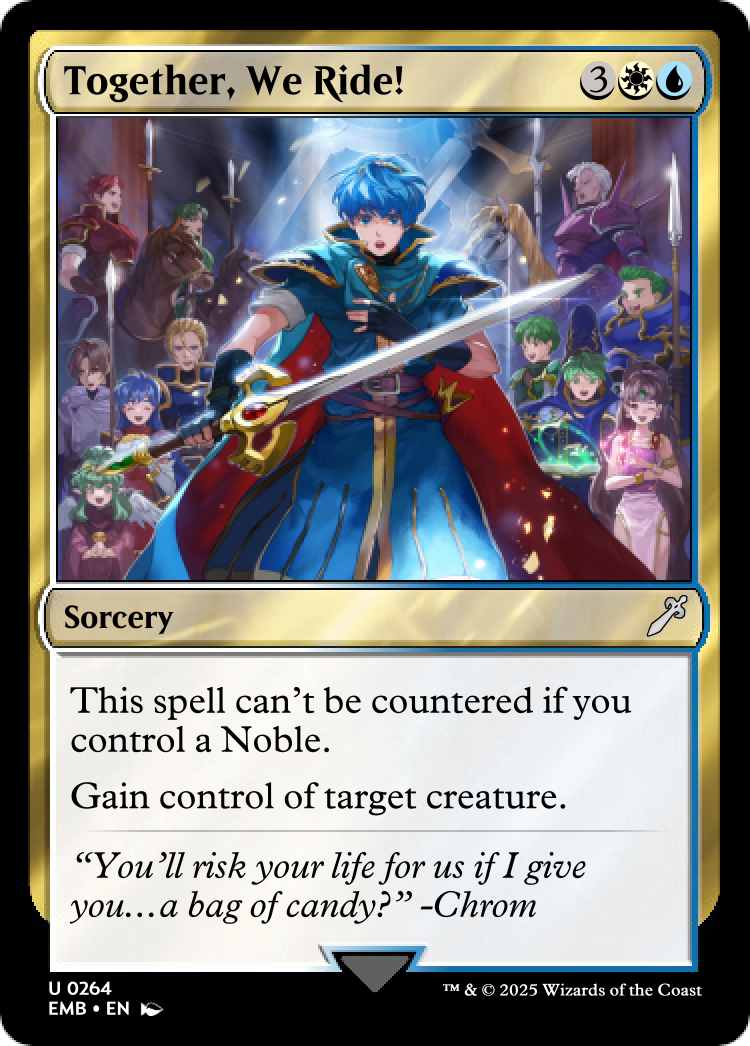 Together, We Ride! 3
Sorcery
This spell can't be countered if you
control a Noble.
Gain control of target creature.
“You'll risk your life for us if I give
you…a bag of candy?” -Chrom
U 0264
EMB • EN
™ & © 2025 Wizards of the Coast